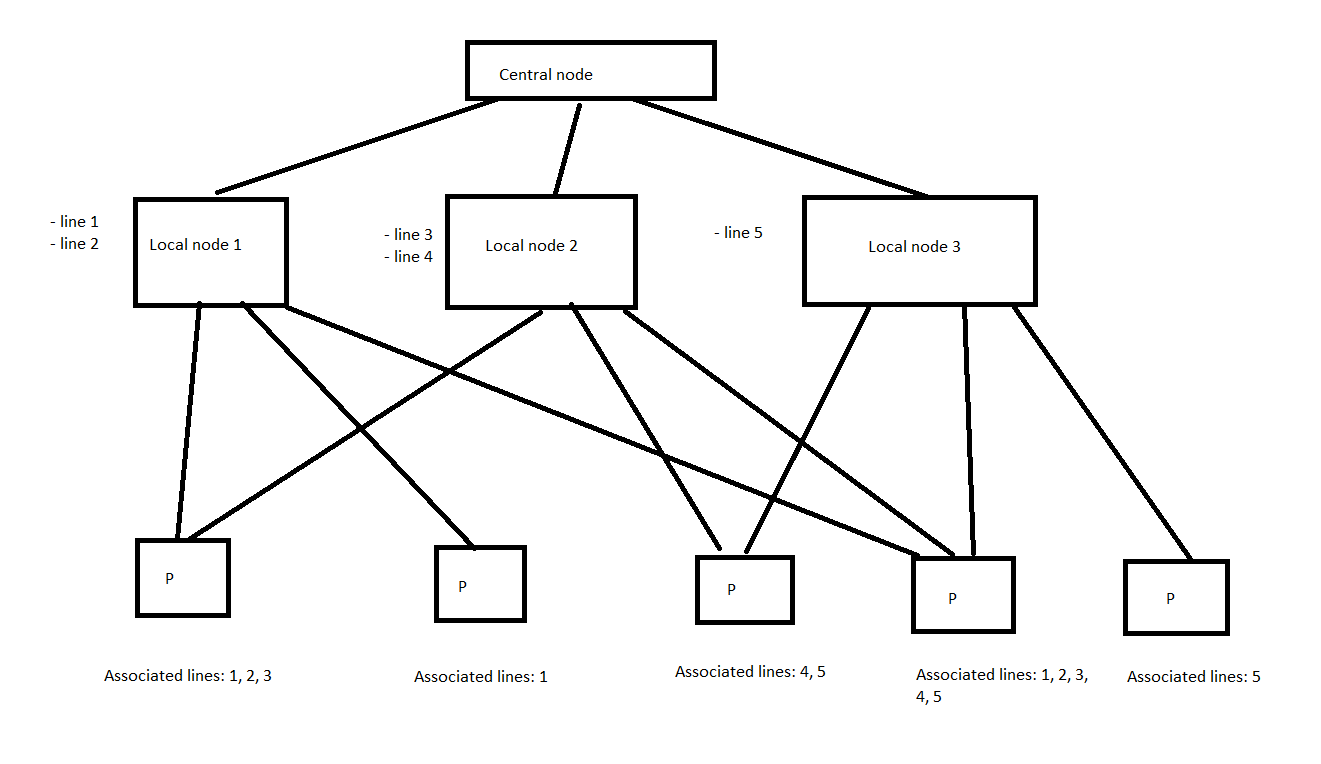 Central node
- line 1
- line 2
Local node 1
- line 3
- line 4
Local node 2
- line 5
Local node 3
P
P
P
P
P
Associated lines: 1, 2, 3
Associated lines: 1
Associated lines: 4, 5
Associated lines: 1, 2, 3,
4, 5
Associated lines: 5